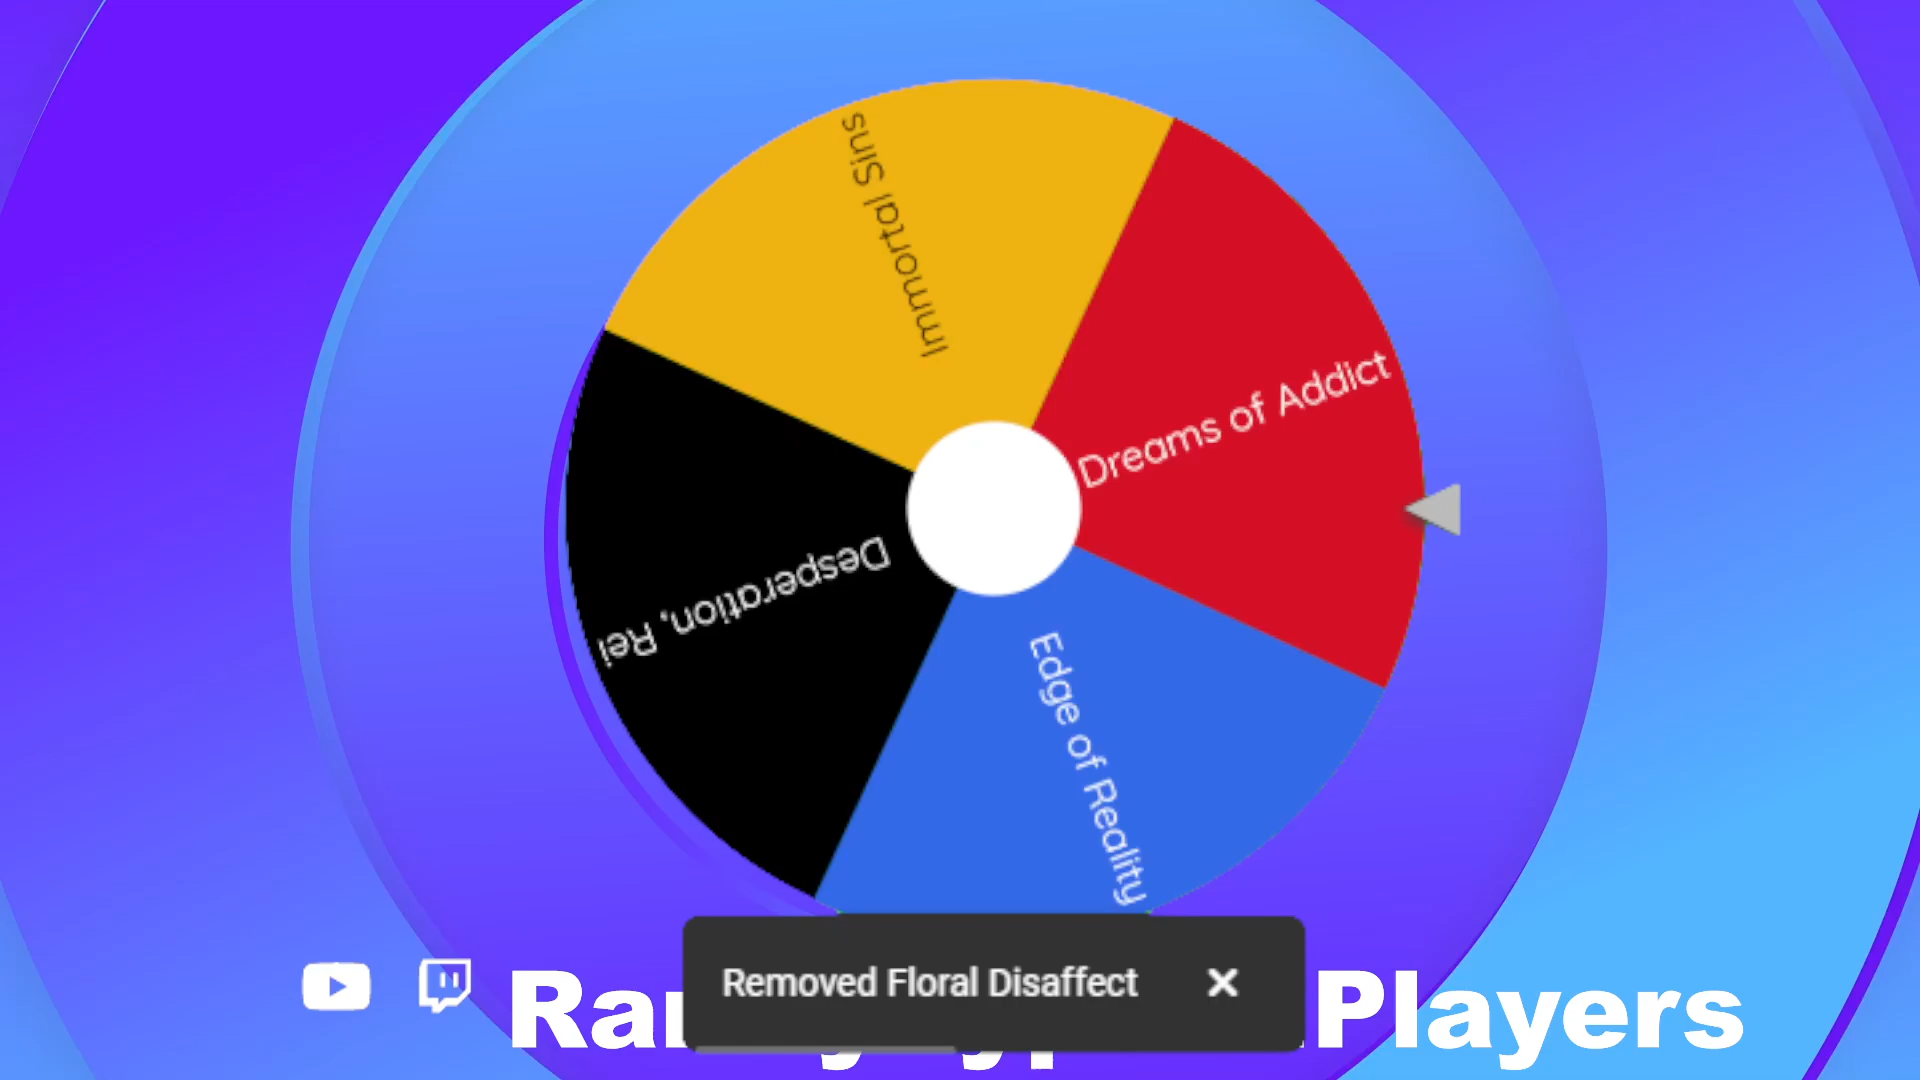 Immortal Sins
Dreams of Addict
Desperation, Rei
Edge of Reality
Removed Floral Disaffect
Players